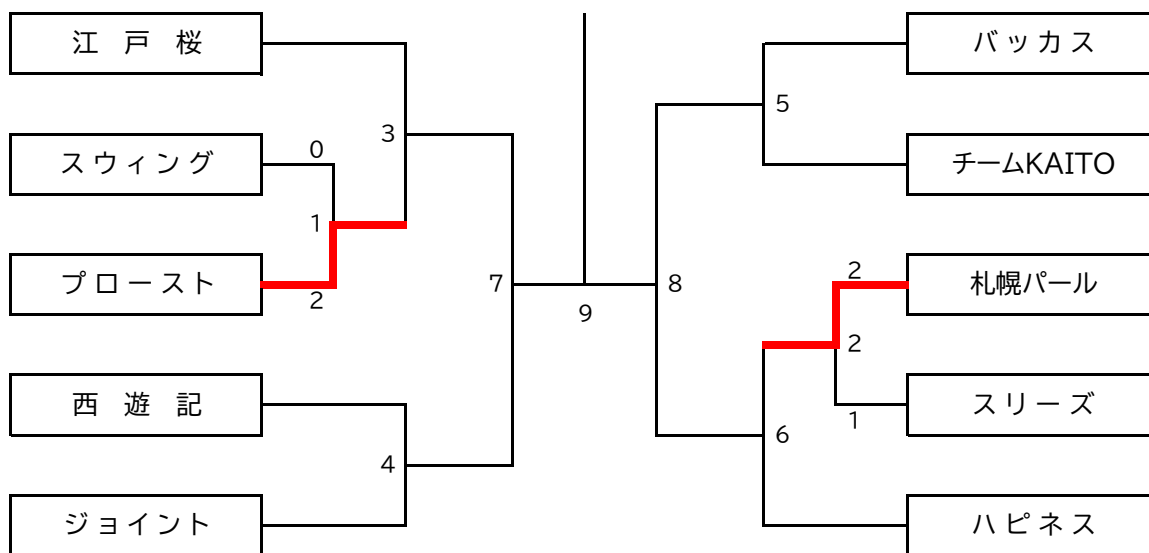 江　戸　桜
スウィング
プロースト
西　遊　記
ジョイント
0
3
1
2
7
4
9
バッカス
チームKAITO
札幌パール
スリーズ
ハピネス
5
8
2
2
1
6